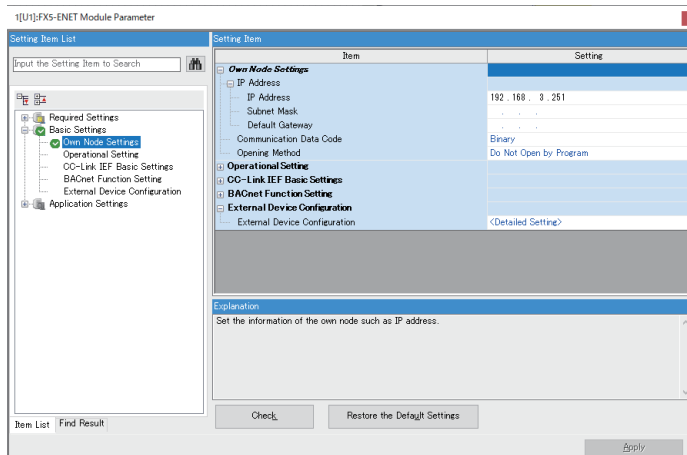 1[U1]:FX5-ENET Module Parameter
Setting Item List
Input the Setting Item to Search
Required Settings
Basic Settings
Own Node Settings
Operational Setting
CC-Link IEF Basic Settings
BACnet Function Setting
External Device Configuration
Application Settings
Item List
Find Result
Setting Item
Item Setting
Own Node Settings
IP Address
IP Address 192 . 168 . 3 . 251
Subnet Mask . . .
Default Gateway . . .
Communication Data Code Binary
Opening Method Do Not Open by Program
Operational Setting
CC-Link IEF Basic Settings
BACnet Function Setting
External Device Configuration
External Device Configuration <Detailed Setting>
Explanation
Set the information of the own node such as IP address.
Check Restore the Default Settings
Apply